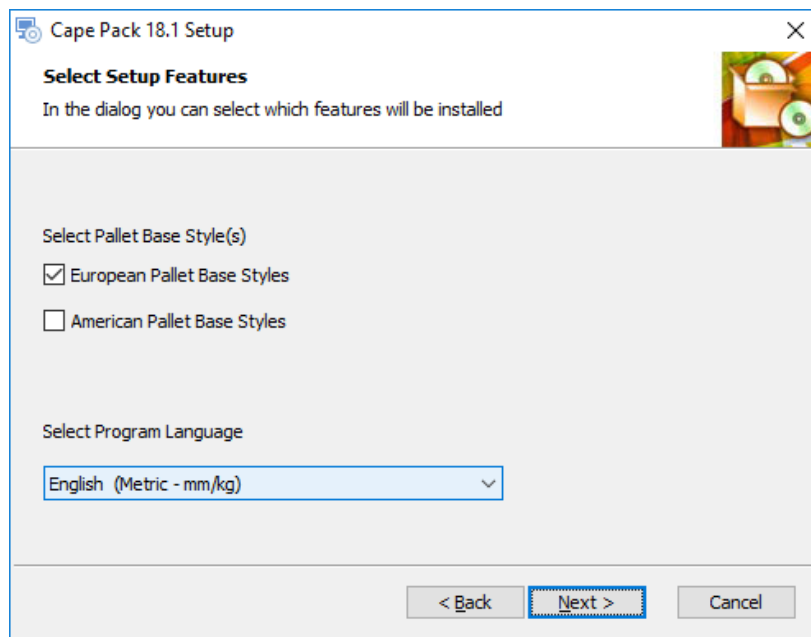 Cape Pack 18.1 Setup
Select Setup Features
In the dialog you can select which features will be installed
Select Pallet Base Style(s)
European Pallet Base Styles
American Pallet Base Styles
Select Program Language
English (Metric - mm/kg)
< Back Next > Cancel